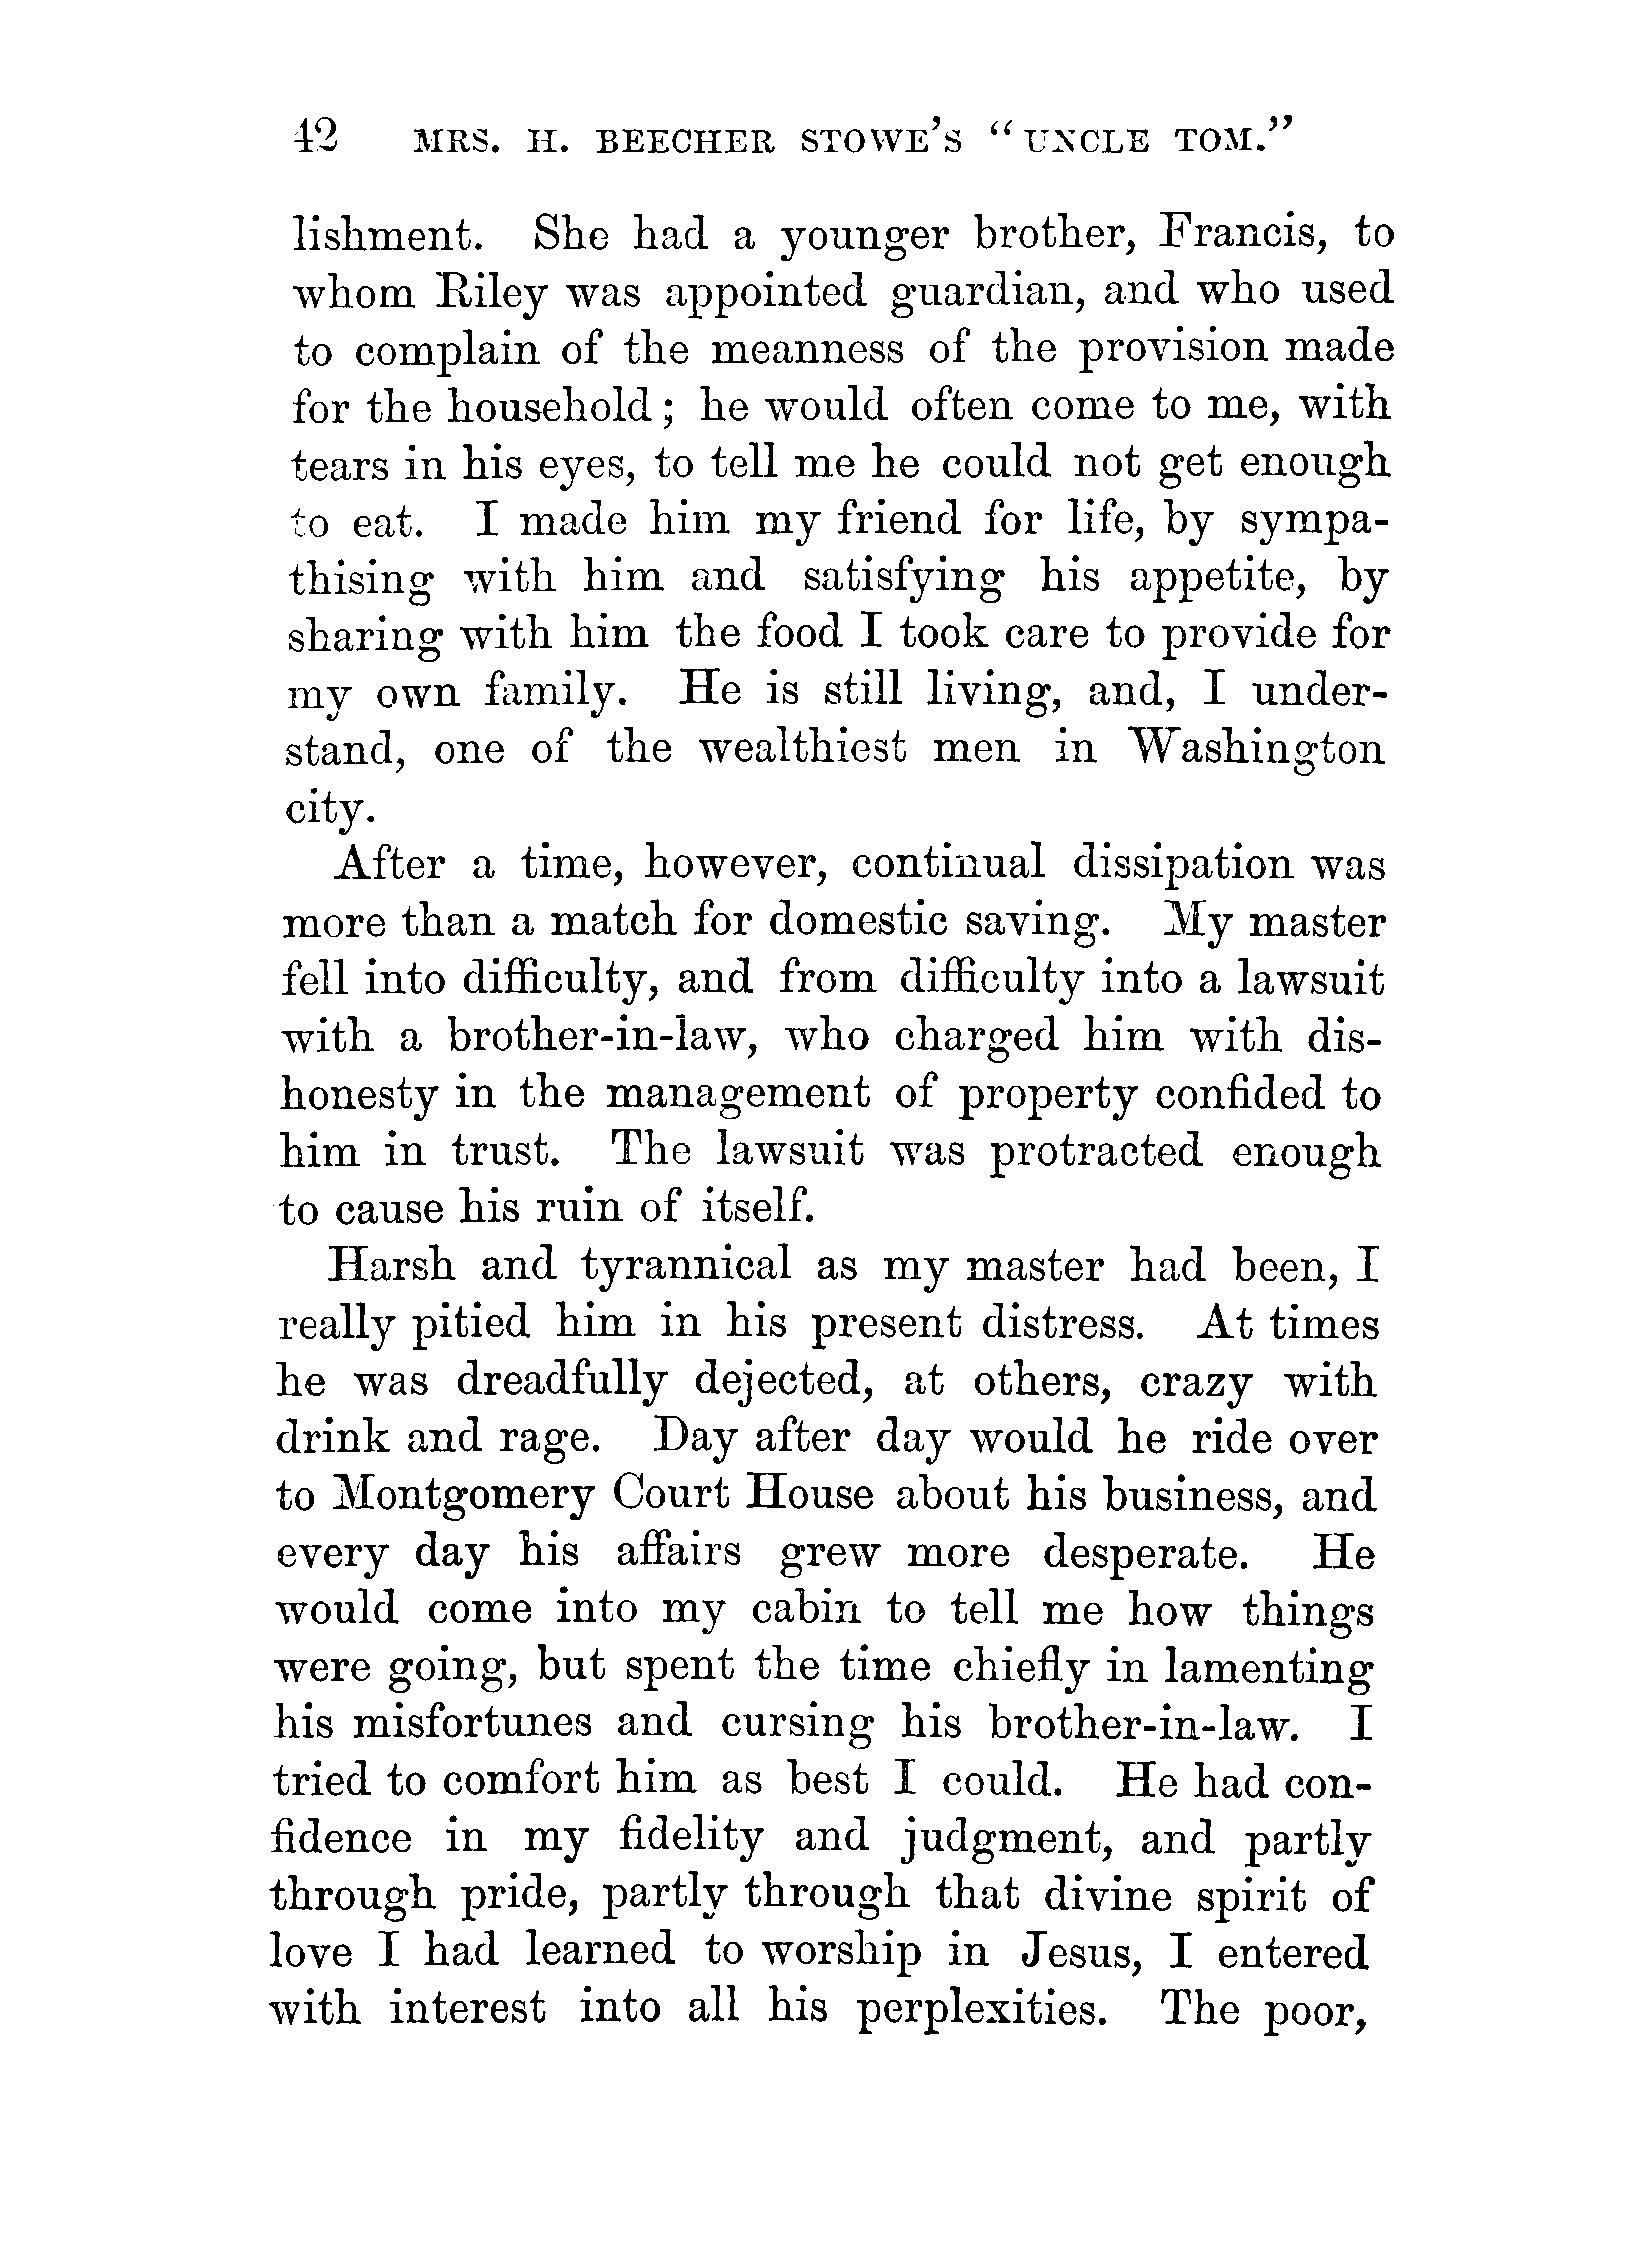 42 MRS. H. BEECHER STOWE'S "UNCLE TOM."
lishment. She had a younger brother, Francis, to
whom Riley was appointed guardian, and who used
to complain of the meanness of the provision made
for the household; he would often come to me, with
tears in his eyes, to tell me he could not get enough
to eat. I made him my friend for life, by sympa-
thising with him and satisfying his appetite, by
sharing with him the food I took care to provide for
my own family. He is still living, and, I under-
stand, one of the wealthiest men in Washington
city.
After a time, however, continual dissipation was
more than a match for domestic saving. My master
fell into difficulty, and from difficulty into a lawsuit
with a brother-in-law, who charged him with dis-
honesty in the management of property confided to
him in trust. The lawsuit was protracted enough
to cause his ruin of itself.
Harsh and tyrannical as my master had been, I
really pitied him in his present distress. At times
he was dreadfully dejected, at others, crazy with
drink and rage. Day after day would he ride over
to Montgomery Court House about his business, and
every day his affairs grew more desperate. He
would come into my cabin to tell me how things
were going, but spent the time chiefly in lamenting
his misfortunes and cursing his brother-in-law. I
tried to comfort him as best I could. He had con-
fidence in my fidelity and judgment, and partly
through pride, partly through that divine spirit of
love I had learned to worship in Jesus, I entered
with interest into all his perplexities. The poor,